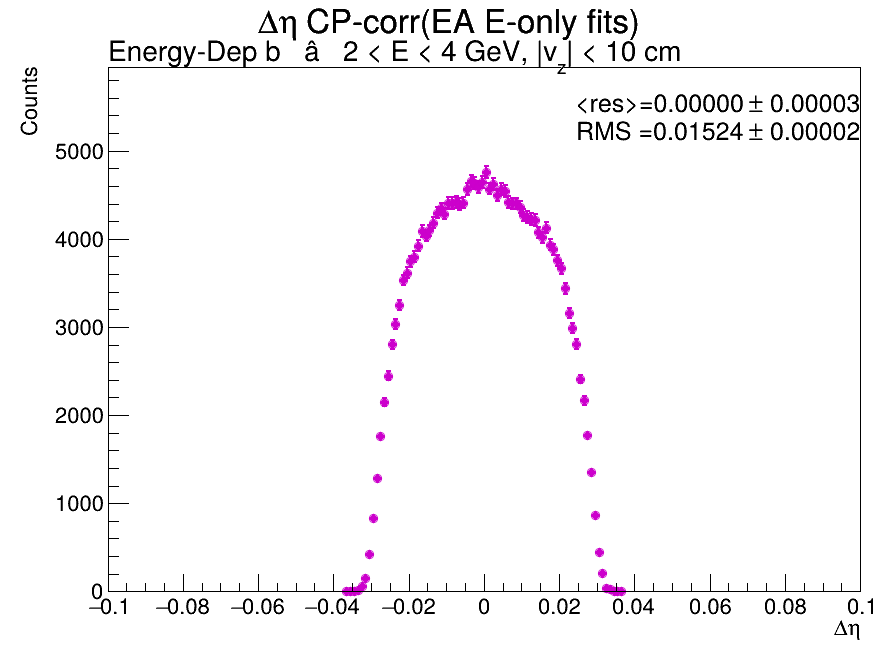 Δη CP-corr(EA E-only fits)
Energy-Dep b â 2 < E < 4 GeV, |v_z| < 10 cm
Counts
<res>=0.00000 ± 0.00003
RMS =0.01524 ± 0.00002
5000
4000
3000
2000
1000
0
−0.1 −0.08 −0.06 −0.04 −0.02 0 0.02 0.04 0.06 0.08 0.1
Δη